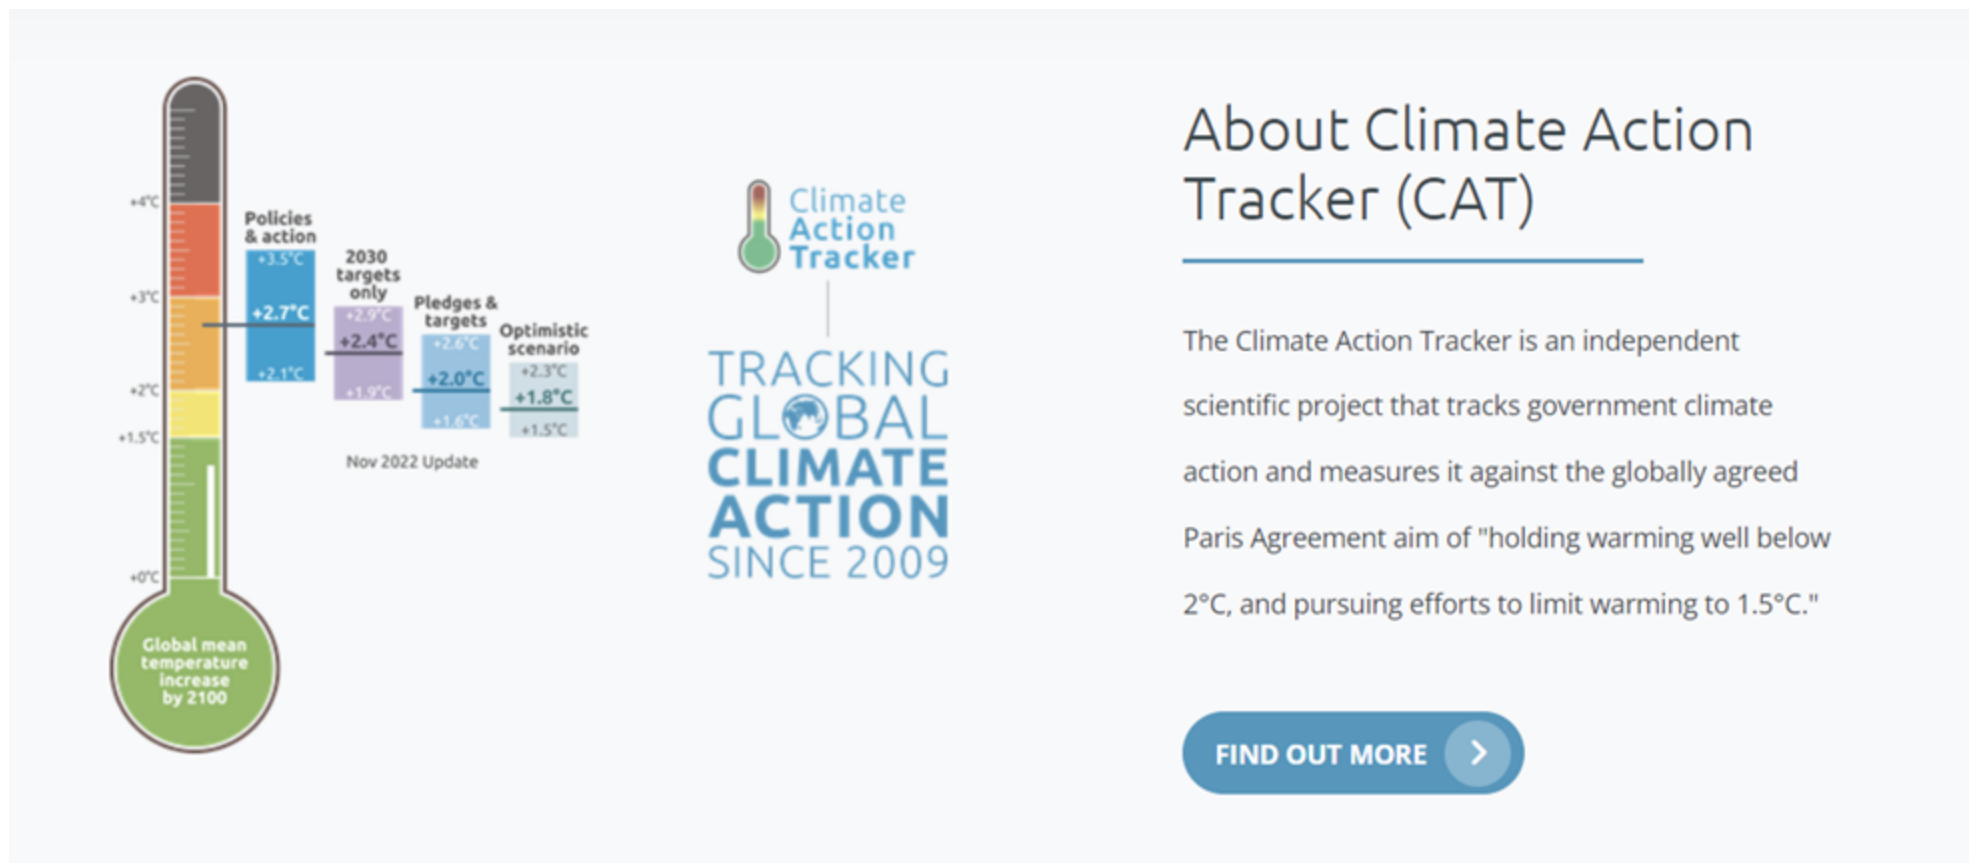 +4°C
+3°C
+2°C
+1.5°C
+0°C
Global mean
temperature
increase
by 2100
Policies
& action
+3.5°C
+2.7°C
+2.1°C
2030
targets
only
+2.9°C
+2.4°C
+1.9°C
Pledges &
targets
+2.6°C
+2.0°C
+1.6°C
Optimistic
scenario
+2.3°C
+1.8°C
+1.5°C
Nov 2022 Update
Climate
Action
Tracker
TRACKING
GLOBAL
CLIMATE
ACTION
SINCE 2009
About Climate Action
Tracker (CAT)
The Climate Action Tracker is an independent
scientific project that tracks government climate
action and measures it against the globally agreed
Paris Agreement aim of "holding warming well below
2°C, and pursuing efforts to limit warming to 1.5°C."
FIND OUT MORE